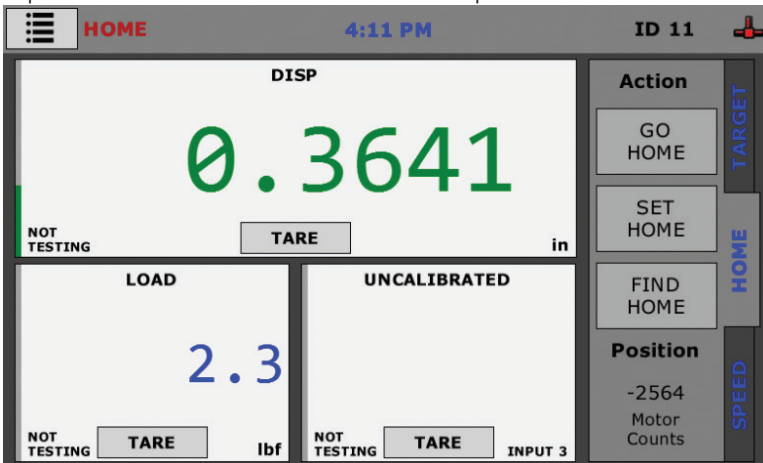 HOME
4:11 PM
ID 11
DISP
0.3641
NOT
TESTING
TARE
in
LOAD
2.3
NOT
TESTING
TARE
lbf
UNCALIBRATED
NOT
TESTING
TARE
INPUT 3
Action
GO
HOME
SET
HOME
FIND
HOME
Position
-2564
Motor
Counts
TARGET
HOME
SPEED